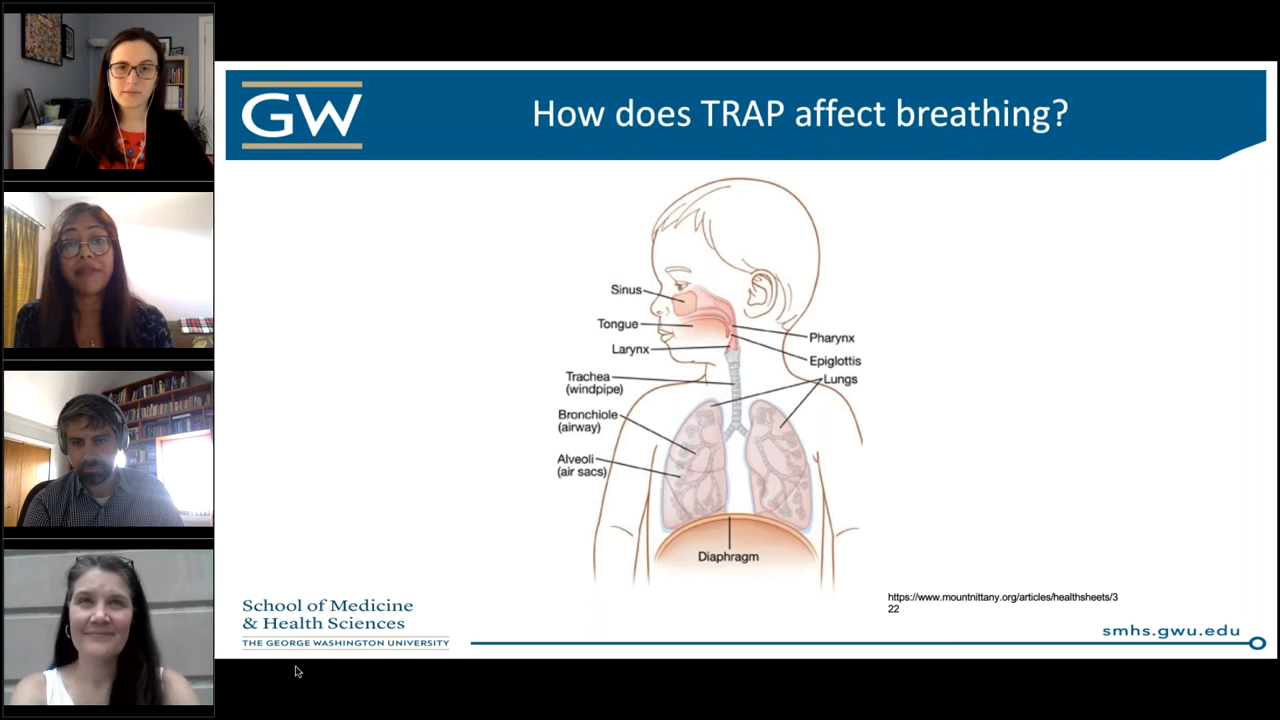 GW
How does TRAP affect breathing?
Sinus
Tongue
Larynx
Trachea
(windpipe)
Bronchiole
(airway)
Alveoli
(air sacs)
Pharynx
Epiglottis
Lungs
Diaphragm
https://www.mountnittany.org/articles/healthsheets/3
22
School of Medicine
& Health Sciences
THE GEORGE WASHINGTON UNIVERSITY
smhs.gwu.edu